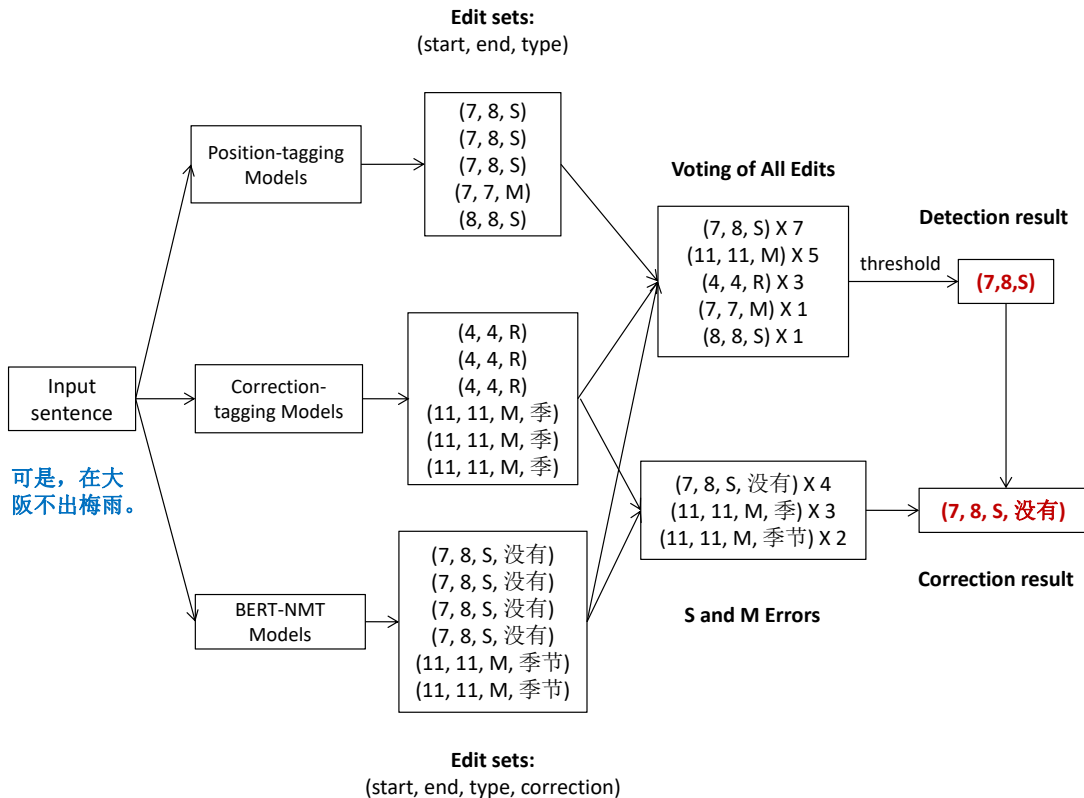 Edit sets:
(start, end, type)
Position-tagging
Models
(7, 8, S)
(7, 8, S)
(7, 8, S)
(7, 7, M)
(8, 8, S)
Voting of All Edits
(7, 8, S) X 7
(11, 11, M) X 5
(4, 4, R) X 3
(7, 7, M) X 1
(8, 8, S) X 1
threshold
Detection result
(7,8,S)
Input
sentence
可是，在大
阪不出梅雨。
Correction-
tagging Models
(4, 4, R)
(4, 4, R)
(4, 4, R)
(11, 11, M, 季)
(11, 11, M, 季)
(11, 11, M, 季)
(7, 8, S, 没有) X 4
(11, 11, M, 季) X 3
(11, 11, M, 季节) X 2
S and M Errors
(7, 8, S, 没有)
Correction result
BERT-NMT
Models
(7, 8, S, 没有)
(7, 8, S, 没有)
(7, 8, S, 没有)
(7, 8, S, 没有)
(11, 11, M, 季节)
(11, 11, M, 季节)
Edit sets:
(start, end, type, correction)